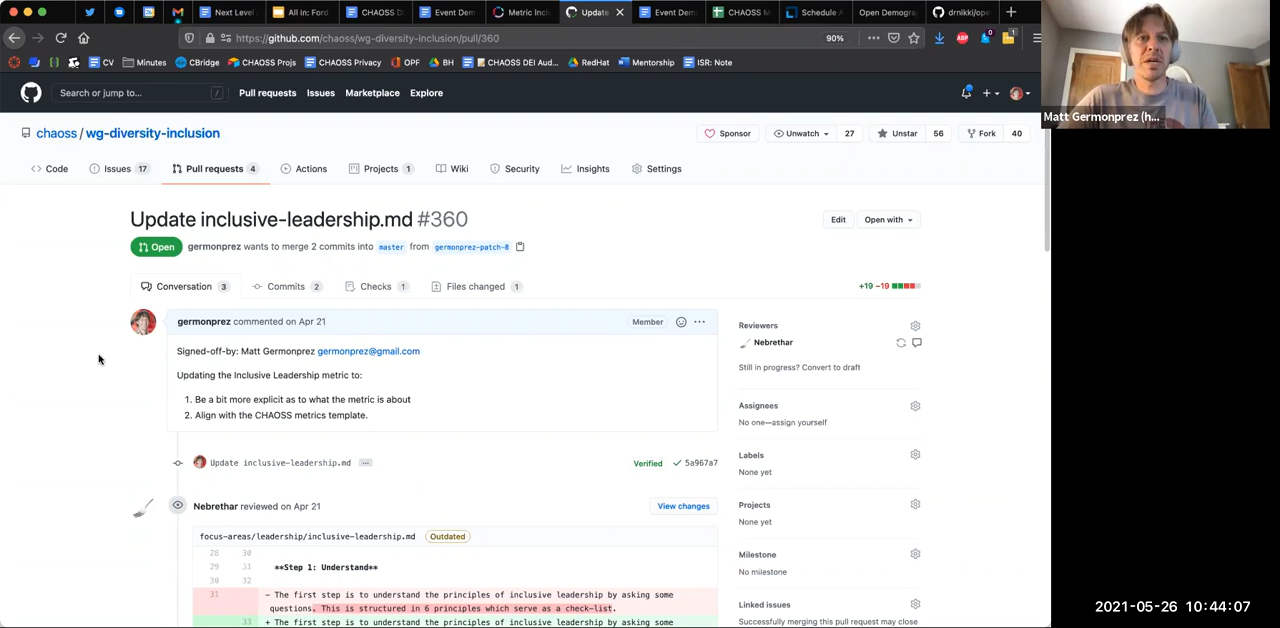 Next Level
All in: Ford
CHAOSS D
Event Dem
Metric Incl
Update
Event Dem
CHAOSS M
Schedule A
Open Demogra
drnikki/ope
https://github.com/chaoss/wg-diversity-inclusion/pull/360
90%
ABP
0
1
CV
Minutes
CBridge
CHAOSS Projs
CHAOSS Privacy
OPF
BH
CHAOSS DEI Aud...
RedHat
Mentorship
ISR: Note
Matt Germonprez (h...
Search or jump to...
/
Pull requests
Issues
Marketplace
Explore
chaoss / wg-diversity-inclusion
Sponsor
Unwatch 27
Unstar 56
Fork 40
Code
Issues 17
Pull requests 4
Actions
Projects 1
Wiki
Security
Insights
Settings
Update inclusive-leadership.md #360
Edit
Open with
Open
germonprez wants to merge 2 commits into master from germonprez-patch-8
Conversation 3
Commits 2
Checks 1
Files changed 1
+19 −19
germonprez commented on Apr 21
Member
Signed-off-by: Matt Germonprez germonprez@gmail.com
Updating the Inclusive Leadership metric to:
1. Be a bit more explicit as to what the metric is about
2. Align with the CHAOSS metrics template.
Update inclusive-leadership.md
Verified
5a967a7
Nebrethar reviewed on Apr 21
View changes
focus-areas/leadership/inclusive-leadership.md
Outdated
28 30
29 31 **Step 1: Understand**
30 32
31 - The first step is to understand the principles of inclusive leadership by asking some
questions. This is structured in 6 principles which serve as a check-list.
33 + The first step is to understand the principles of inclusive leadership by asking some
Reviewers
Nebrethar
Still in progress? Convert to draft
Assignees
No one—assign yourself
Labels
None yet
Projects
None yet
Milestone
No milestone
Linked issues
Successfully merging this pull request may close
2021-05-26 10:44:07